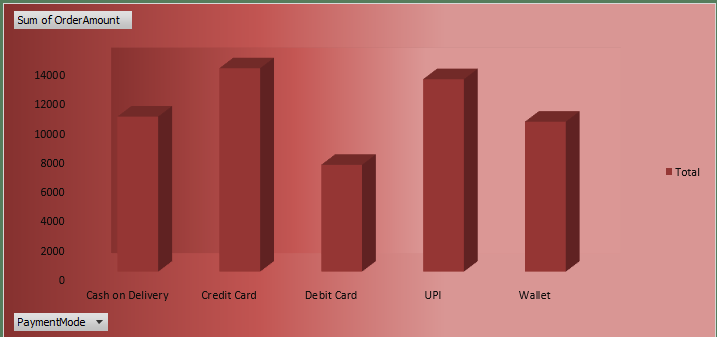 Sum of OrderAmount
14000
12000
10000
8000
6000
4000
2000
0
Cash on Delivery
Credit Card
Debit Card
UPI
Wallet
Total
PaymentMode